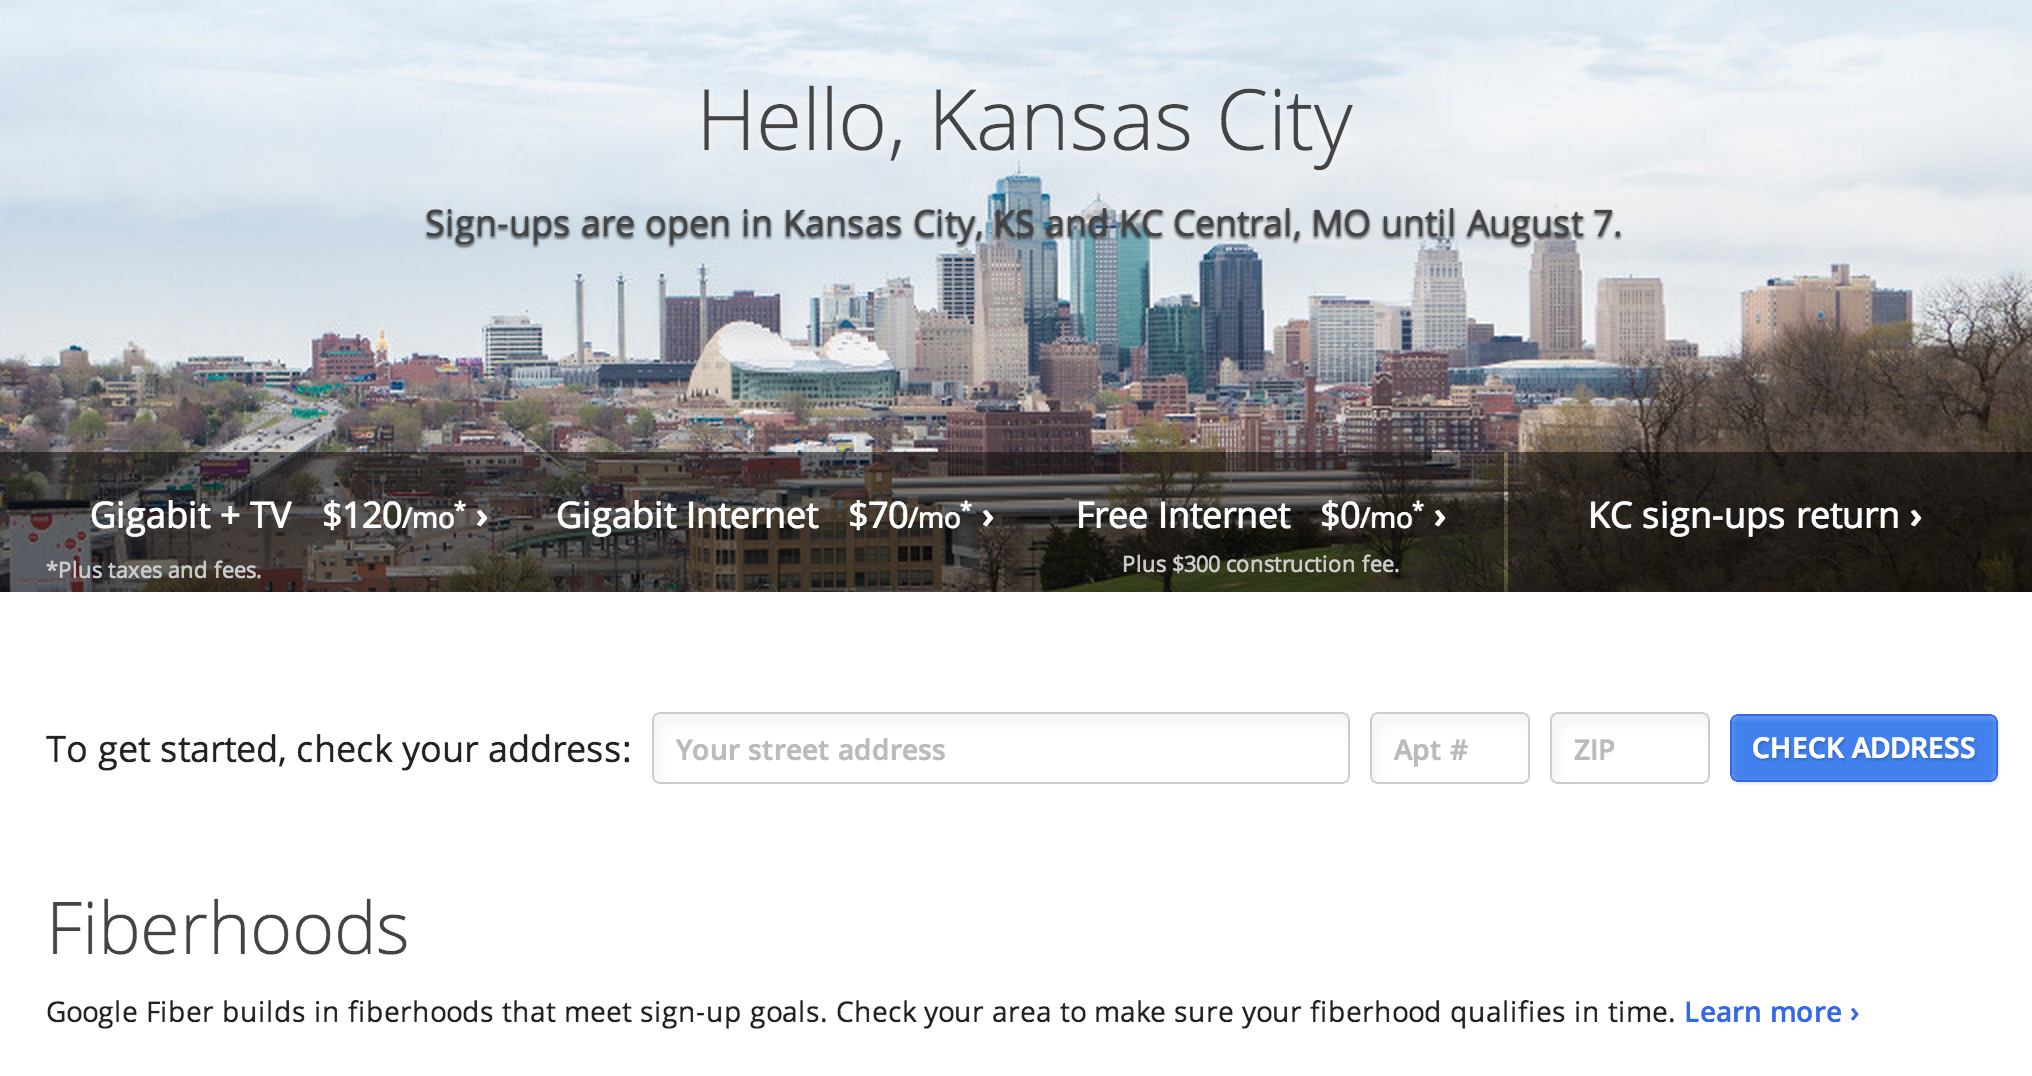 Hello, Kansas City
Sign-ups are open in Kansas City, KS and KC Central, MO until August 7.
Gigabit + TV $120/mo* › Gigabit Internet $70/mo* › Free Internet $0/mo* › KC sign-ups return ›
*Plus taxes and fees. Plus $300 construction fee.
To get started, check your address: Your street address Apt # ZIP CHECK ADDRESS
Fiberhoods
Google Fiber builds in fiberhoods that meet sign-up goals. Check your area to make sure your fiberhood qualifies in time. Learn more ›